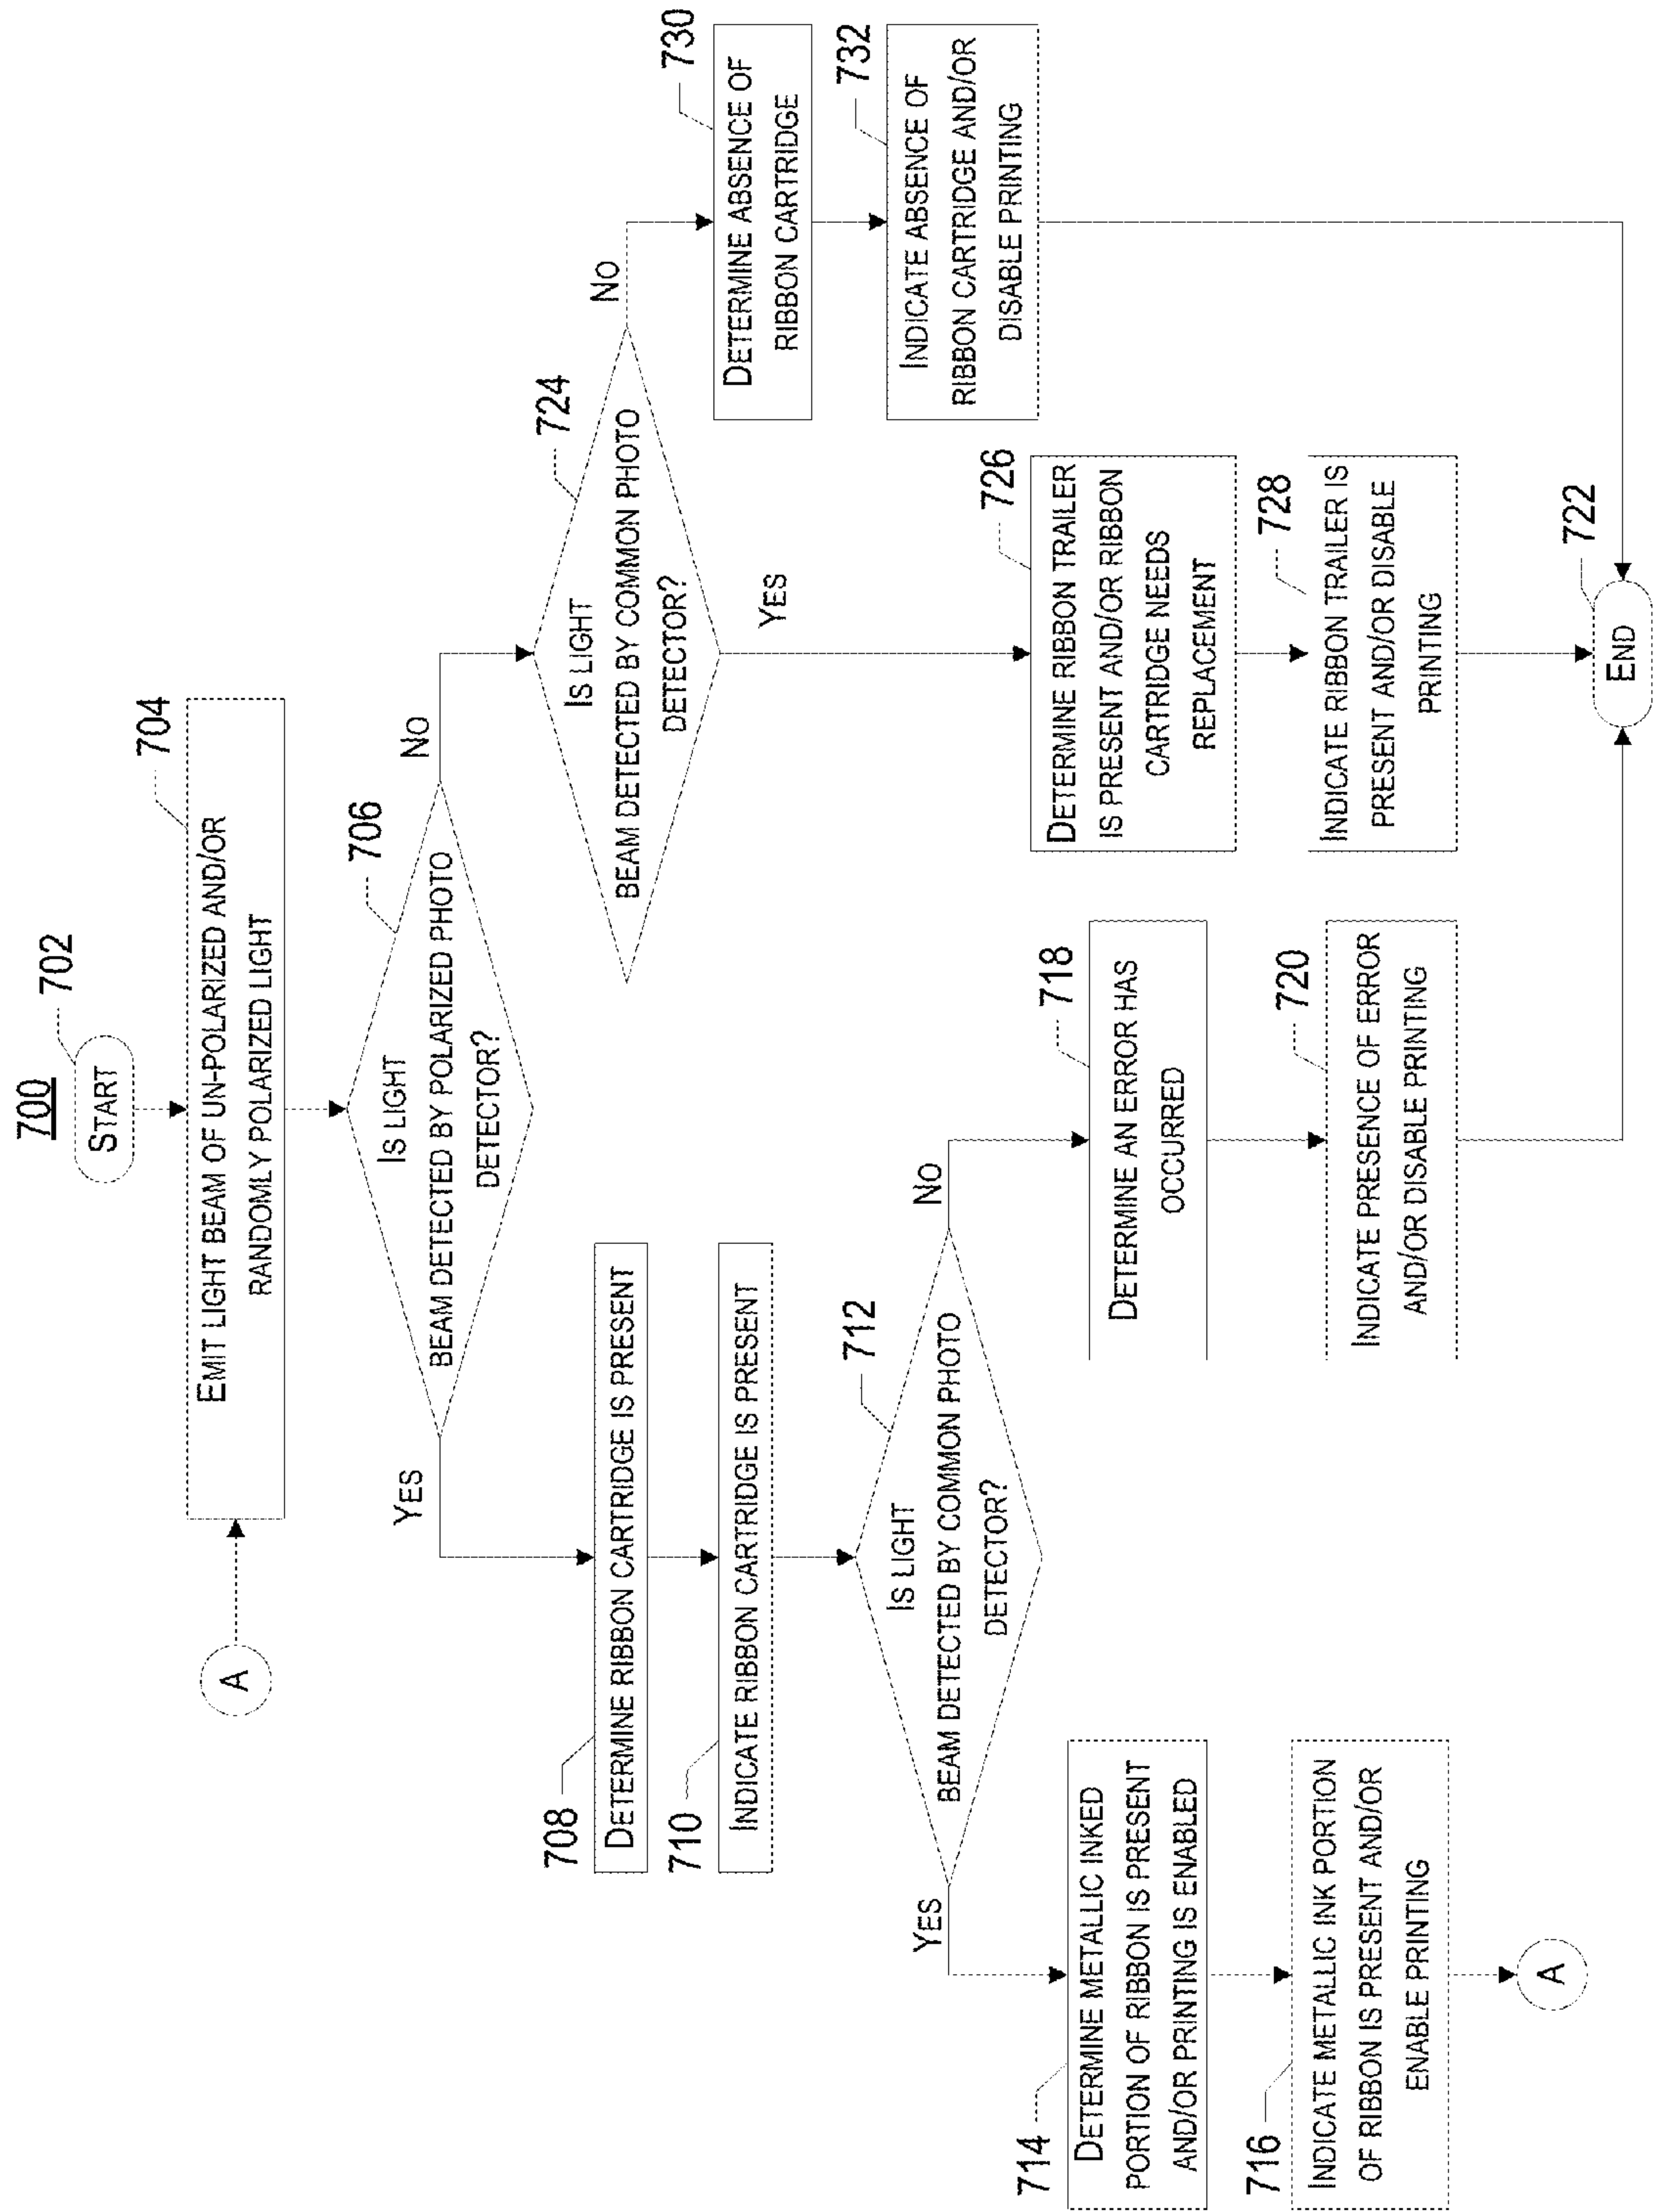 700
START
702
EMIT LIGHT BEAM OF UN-POLARIZED AND/OR
RANDOMLY POLARIZED LIGHT
704
A
IS LIGHT
BEAM DETECTED BY POLARIZED PHOTO
DETECTOR?
706
YES
NO
708
DETERMINE RIBBON CARTRIDGE IS PRESENT
710
INDICATE RIBBON CARTRIDGE IS PRESENT
IS LIGHT
BEAM DETECTED BY COMMON PHOTO
DETECTOR?
712
YES
NO
714
DETERMINE METALLIC INKED
PORTION OF RIBBON IS PRESENT
AND/OR PRINTING IS ENABLED
716
INDICATE METALLIC INK PORTION
OF RIBBON IS PRESENT AND/OR
ENABLE PRINTING
A
718
DETERMINE AN ERROR HAS
OCCURRED
720
INDICATE PRESENCE OF ERROR
AND/OR DISABLE PRINTING
IS LIGHT
BEAM DETECTED BY COMMON PHOTO
DETECTOR?
724
YES
NO
726
DETERMINE RIBBON TRAILER
IS PRESENT AND/OR RIBBON
CARTRIDGE NEEDS
REPLACEMENT
728
INDICATE RIBBON TRAILER IS
PRESENT AND/OR DISABLE
PRINTING
730
DETERMINE ABSENCE OF
RIBBON CARTRIDGE
732
INDICATE ABSENCE OF
RIBBON CARTRIDGE AND/OR
DISABLE PRINTING
722
END